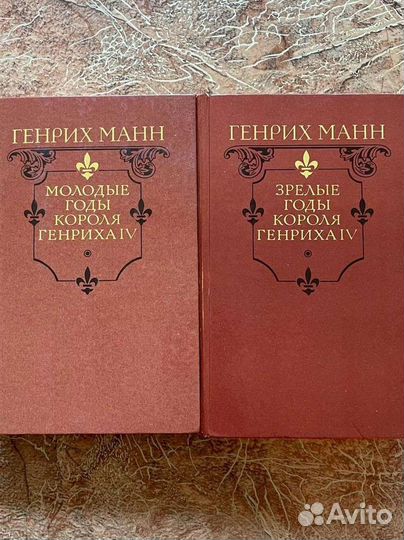 ГЕНРИХ МАНН
МОЛОДЫЕ
ГОДЫ
КОРОЛЯ
ГЕНРИХА IV
ГЕНРИХ МАНН
ЗРЕЛЫЕ
ГОДЫ
КОРОЛЯ
ГЕНРИХА IV
Avito